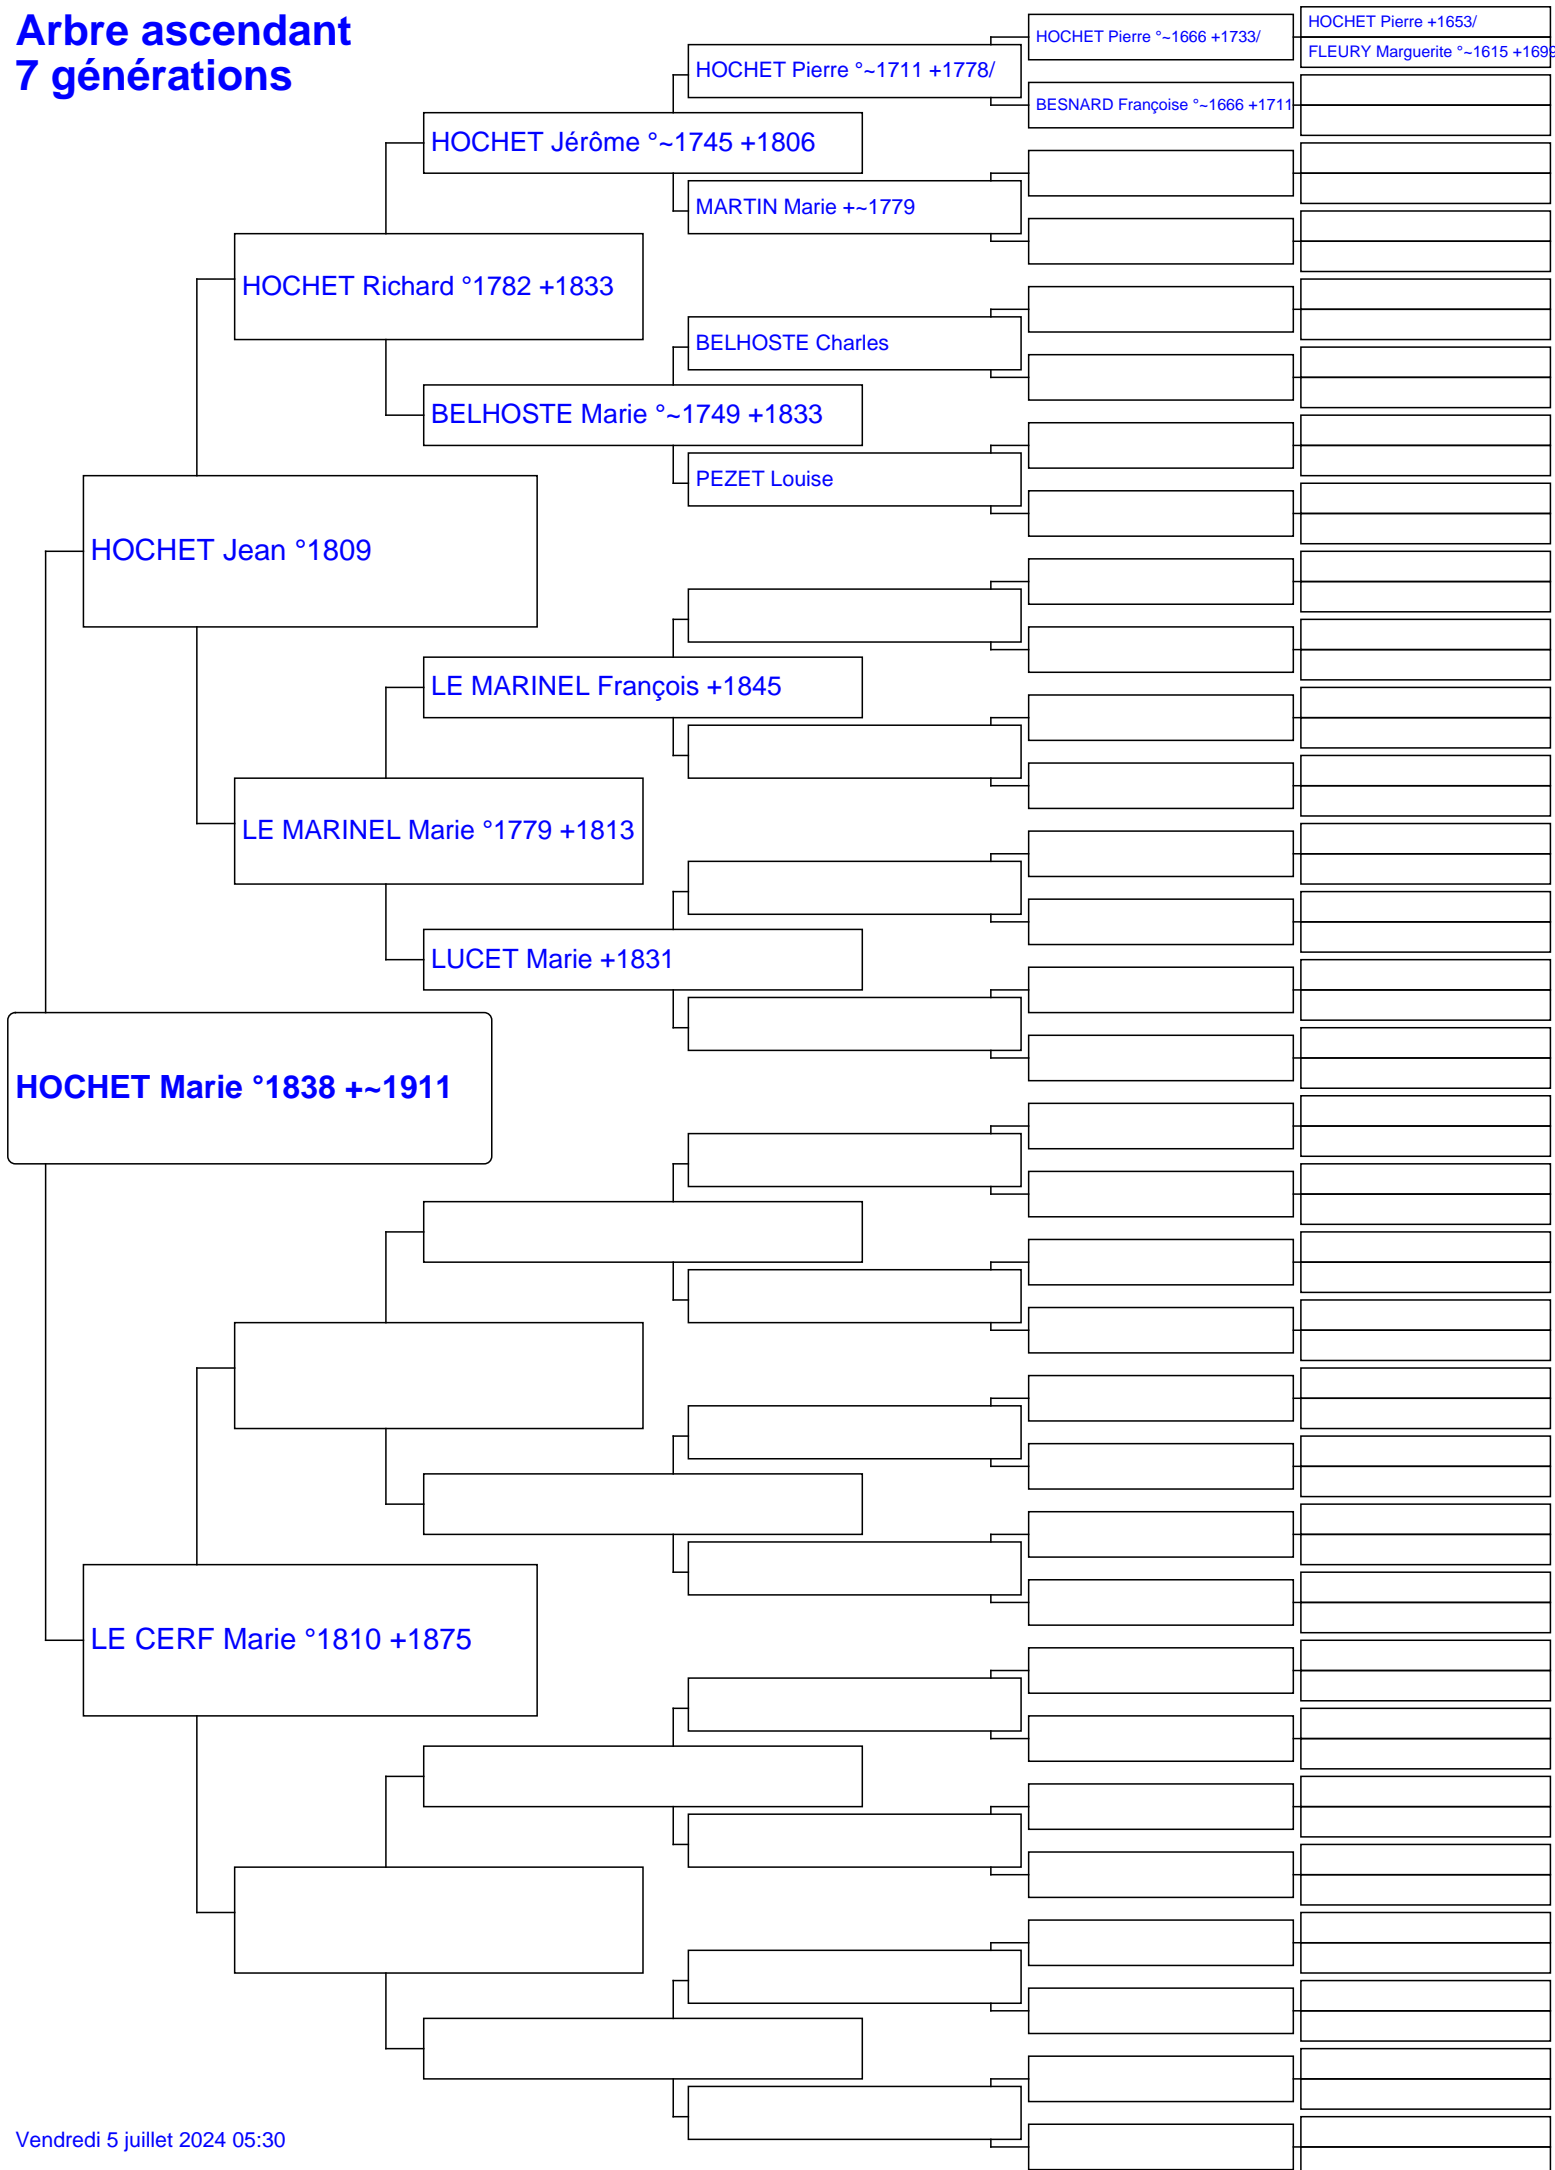 Arbre ascendant
7 générations
HOCHET Pierre +1653/
HOCHET Pierre °~1666 +1733/
FLEURY Marguerite °~1615 +1699
HOCHET Pierre °~1711 +1778/
BESNARD Françoise °~1666 +1711
HOCHET Jérôme °~1745 +1806
MARTIN Marie +~1779
HOCHET Richard °1782 +1833
BELHOSTE Charles
BELHOSTE Marie °~1749 +1833
PEZET Louise
HOCHET Jean °1809
LE MARINEL François +1845
LE MARINEL Marie °1779 +1813
LUCET Marie +1831
HOCHET Marie °1838 +~1911
LE CERF Marie °1810 +1875
Vendredi 5 juillet 2024 05:30